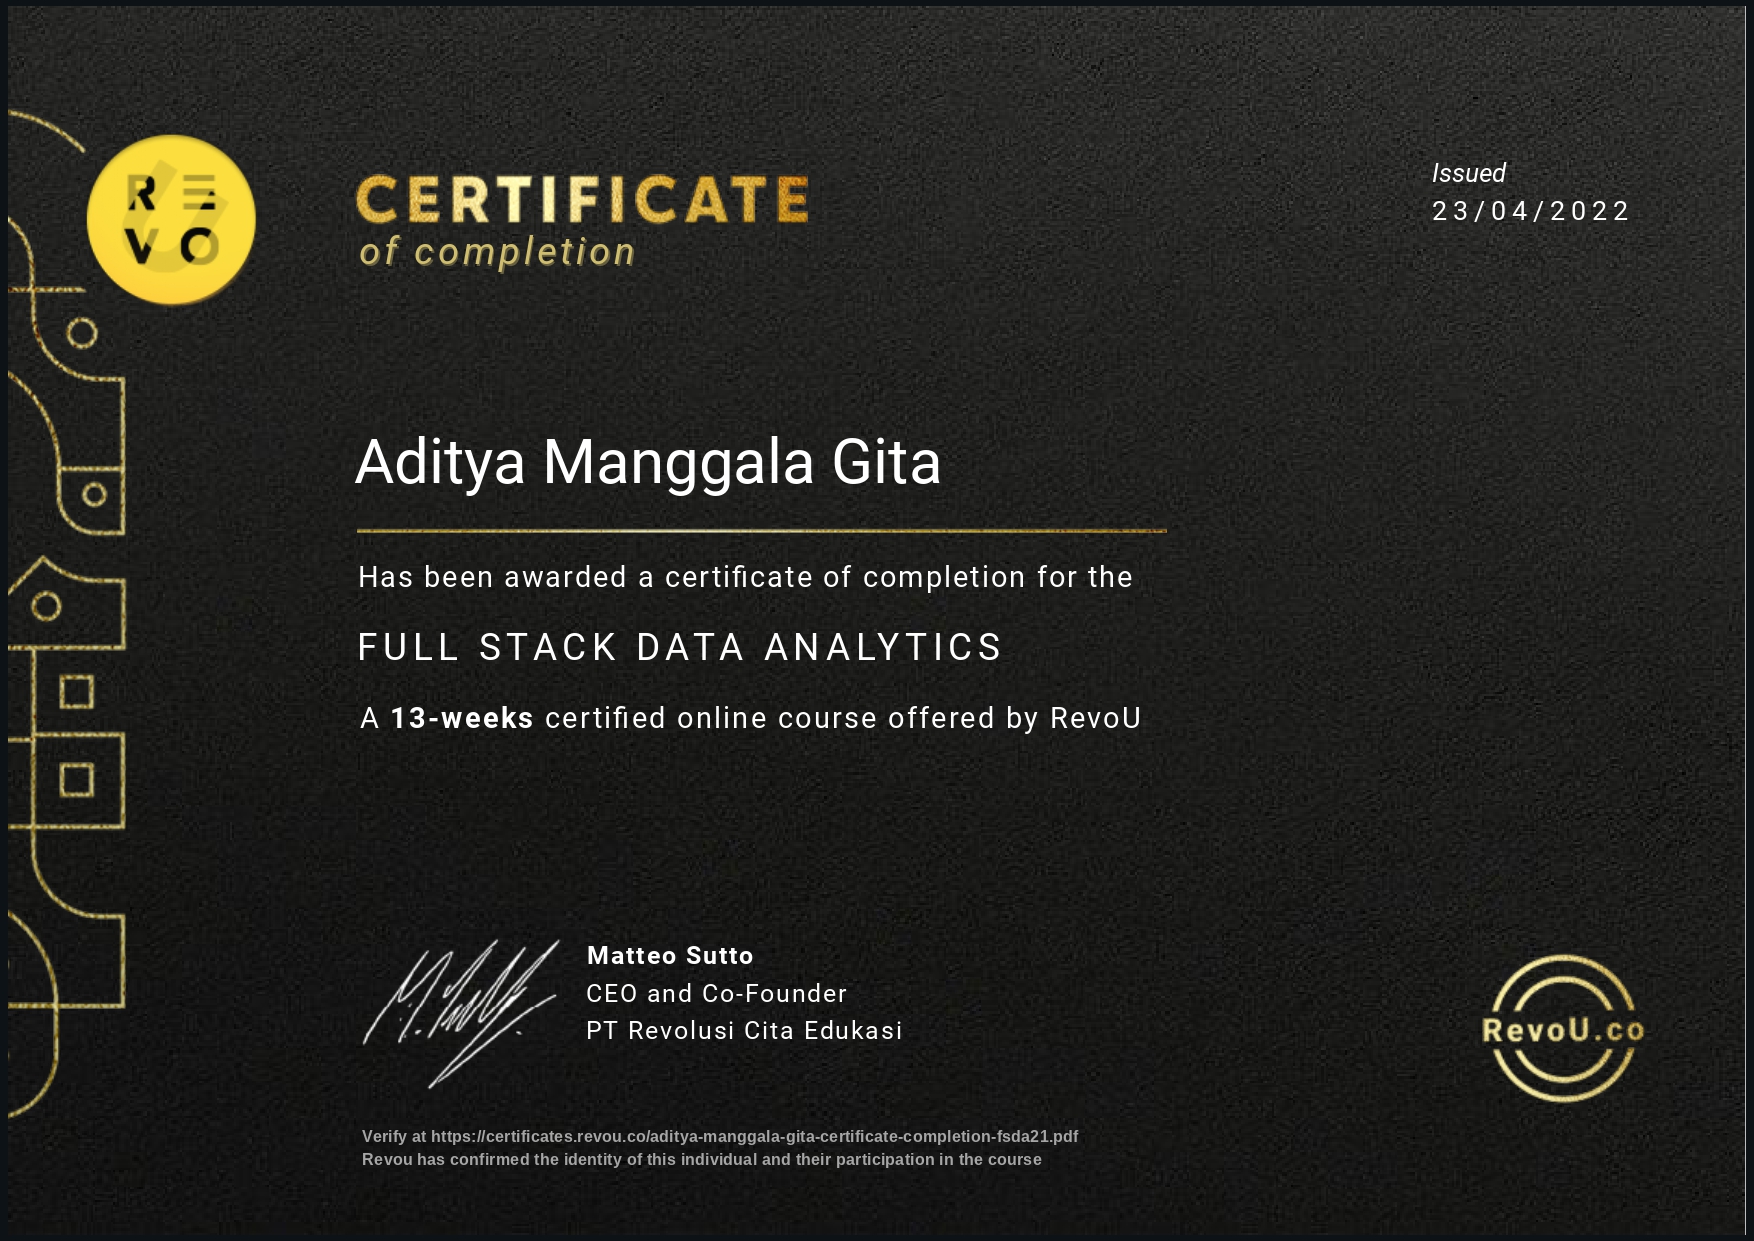 RE
VO
CERTIFICATE
of completion
Issued
23/04/2022
Aditya Manggala Gita
Has been awarded a certificate of completion for the
FULL STACK DATA ANALYTICS
A 13-weeks certified online course offered by RevoU
Matteo Sutto
CEO and Co-Founder
PT Revolusi Cita Edukasi
RevoU.co
Verify at https://certificates.revou.co/aditya-manggala-gita-certificate-completion-fsda21.pdf
Revou has confirmed the identity of this individual and their participation in the course